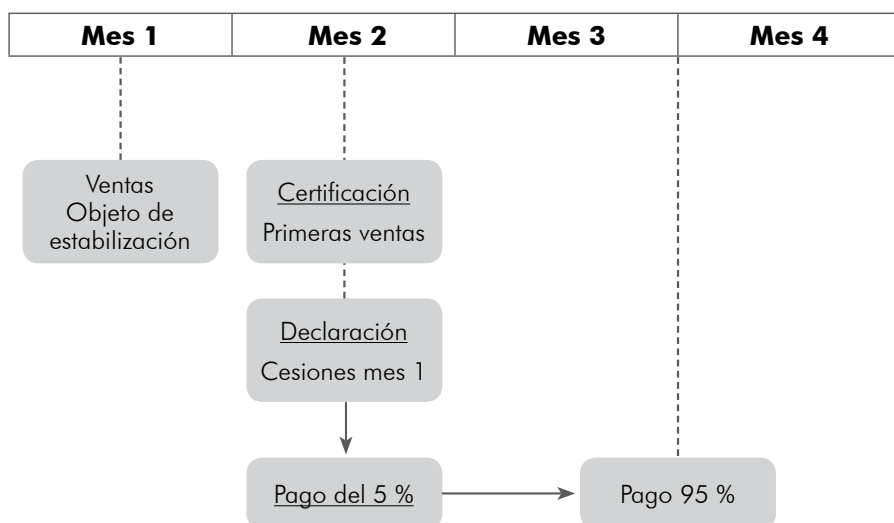 Mes 1 Mes 2 Mes 3 Mes 4
Ventas
Objeto de
estabilización
Certificación
Primeras ventas
Declaración
Cesiones mes 1
Pago del 5 %
Pago 95 %